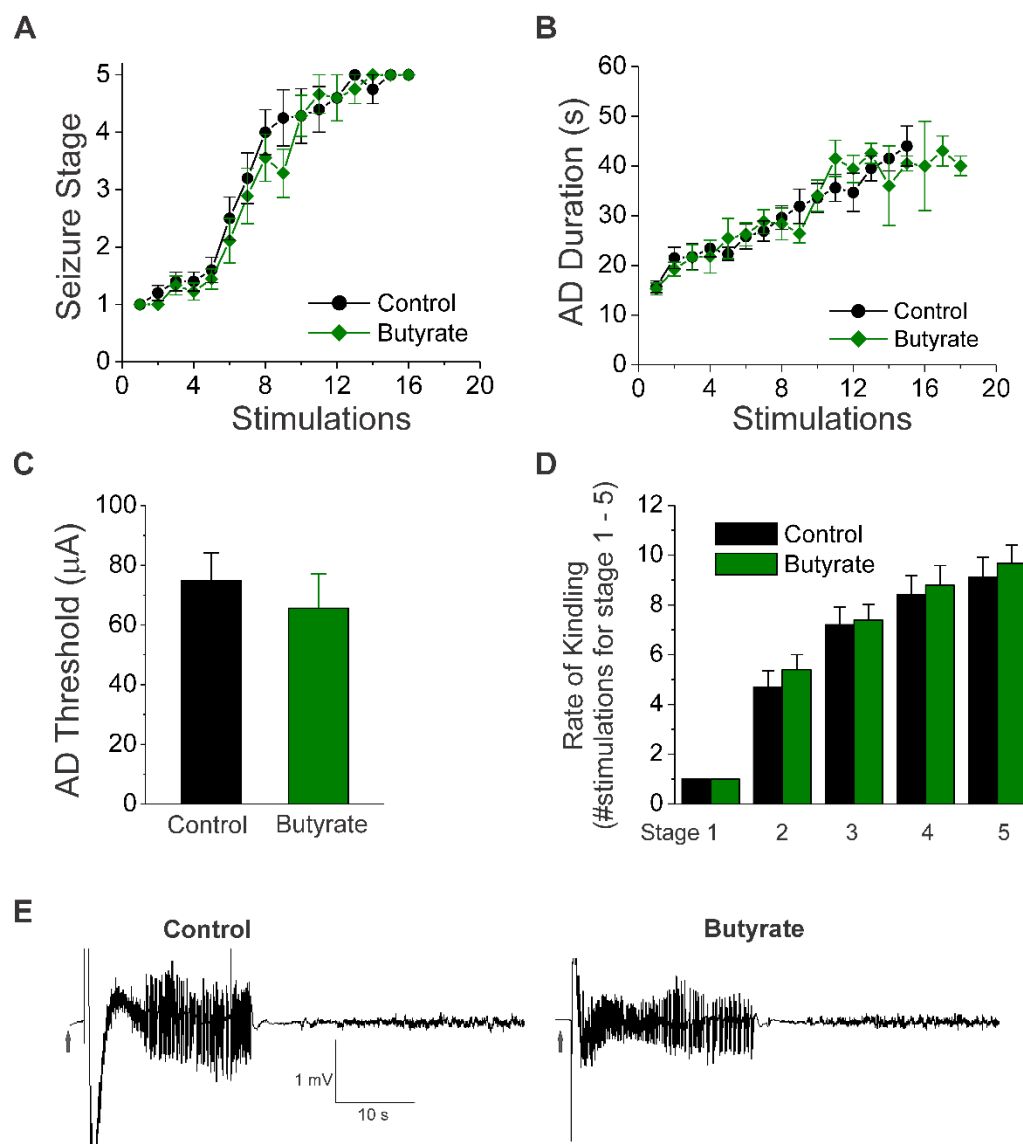 A
Seizure Stage
5
4
3
2
1
0 4 8 12 16 20
Stimulations
Control
Butyrate
B
AD Duration (s)
60
50
40
30
20
10
0
0 4 8 12 16 20
Stimulations
Control
Butyrate
C
AD Threshold (μA)
100
80
60
40
20
0
Control Butyrate
D
Rate of Kindling
(#stimulations for stage 1 - 5)
12
10
8
6
4
2
0
Control
Butyrate
Stage 1 2 3 4 5
E
Control
1 mV
10 s
Butyrate